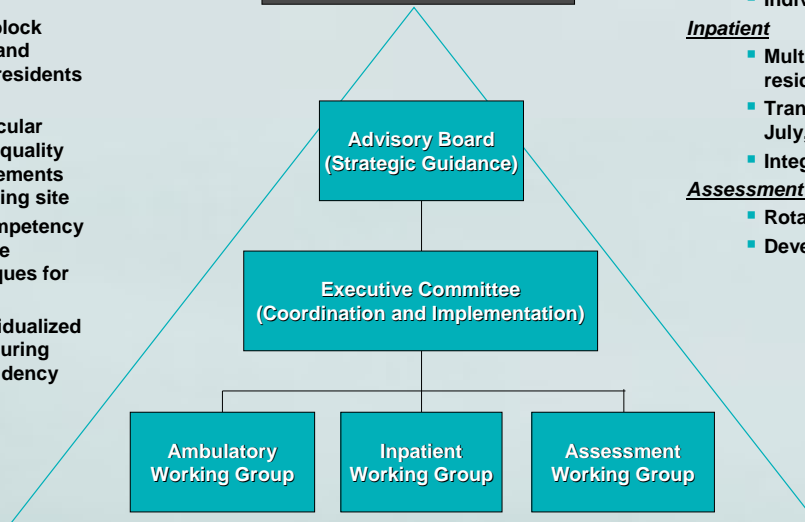 lock
and
residents
cular
quality
ements
ing site
mpetency
e
ques for
idualized
uring
dency
Advisory Board
(Strategic Guidance)
Executive Committee
(Coordination and Implementation)
Ambulatory
Working Group
Inpatient
Working Group
Assessment
Working Group
Inpatient
Mult
resid
Tran
July,
Integ
Assessment
Rota
Deve